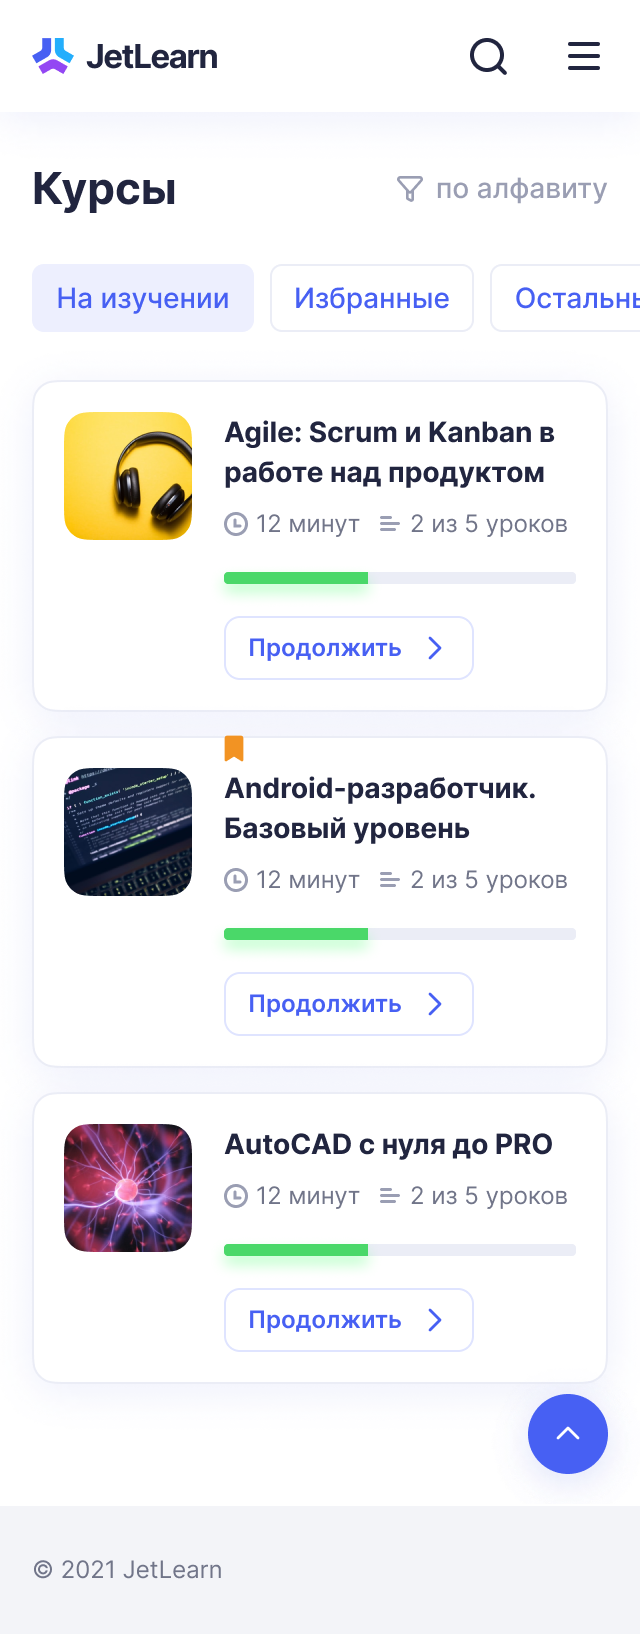 JetLearn
Курсы
по алфавиту
На изучении
Избранные
Остальн
Agile: Scrum и Kanban в
работе над продуктом
12 минут
2 из 5 уроков
Продолжить
Android-разработчик.
Базовый уровень
12 минут
2 из 5 уроков
Продолжить
AutoCAD с нуля до PRO
12 минут
2 из 5 уроков
Продолжить
© 2021 JetLearn